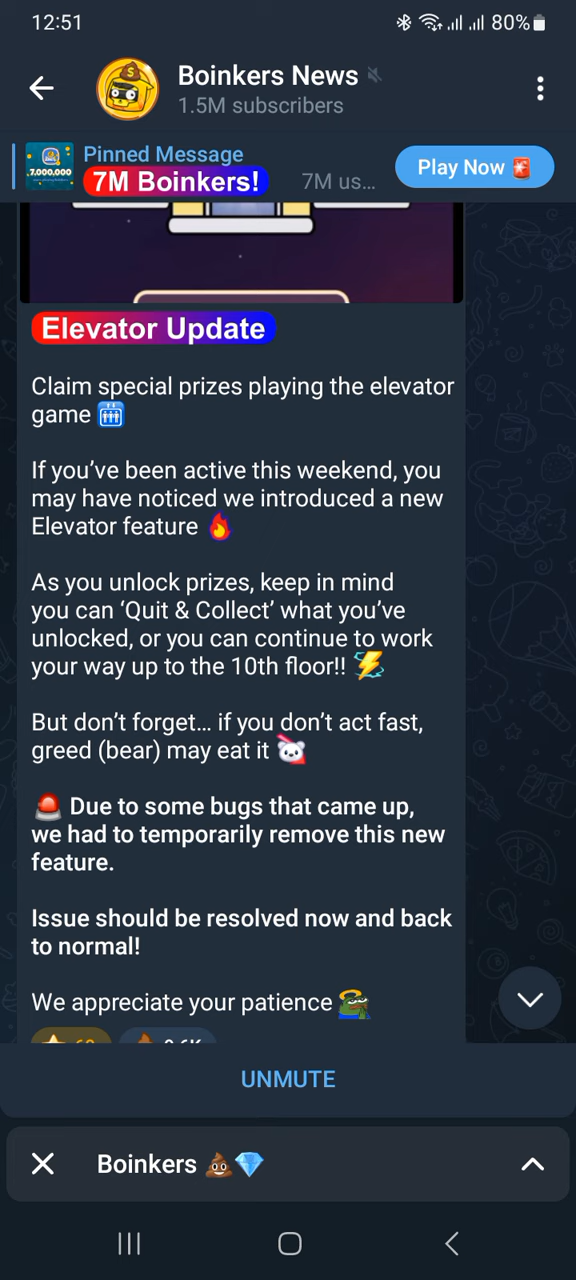 12:51
80%
Boinkers News
1.5M subscribers
Pinned Message
7M Boinkers!
7M us...
7,000,000
Play Now
Elevator Update
Claim special prizes playing the elevator
game
If you’ve been active this weekend, you
may have noticed we introduced a new
Elevator feature
As you unlock prizes, keep in mind
you can ‘Quit & Collect’ what you’ve
unlocked, or you can continue to work
your way up to the 10th floor!!
But don’t forget… if you don’t act fast,
greed (bear) may eat it
Due to some bugs that came up,
we had to temporarily remove this new
feature.
Issue should be resolved now and back
to normal!
We appreciate your patience
UNMUTE
Boinkers